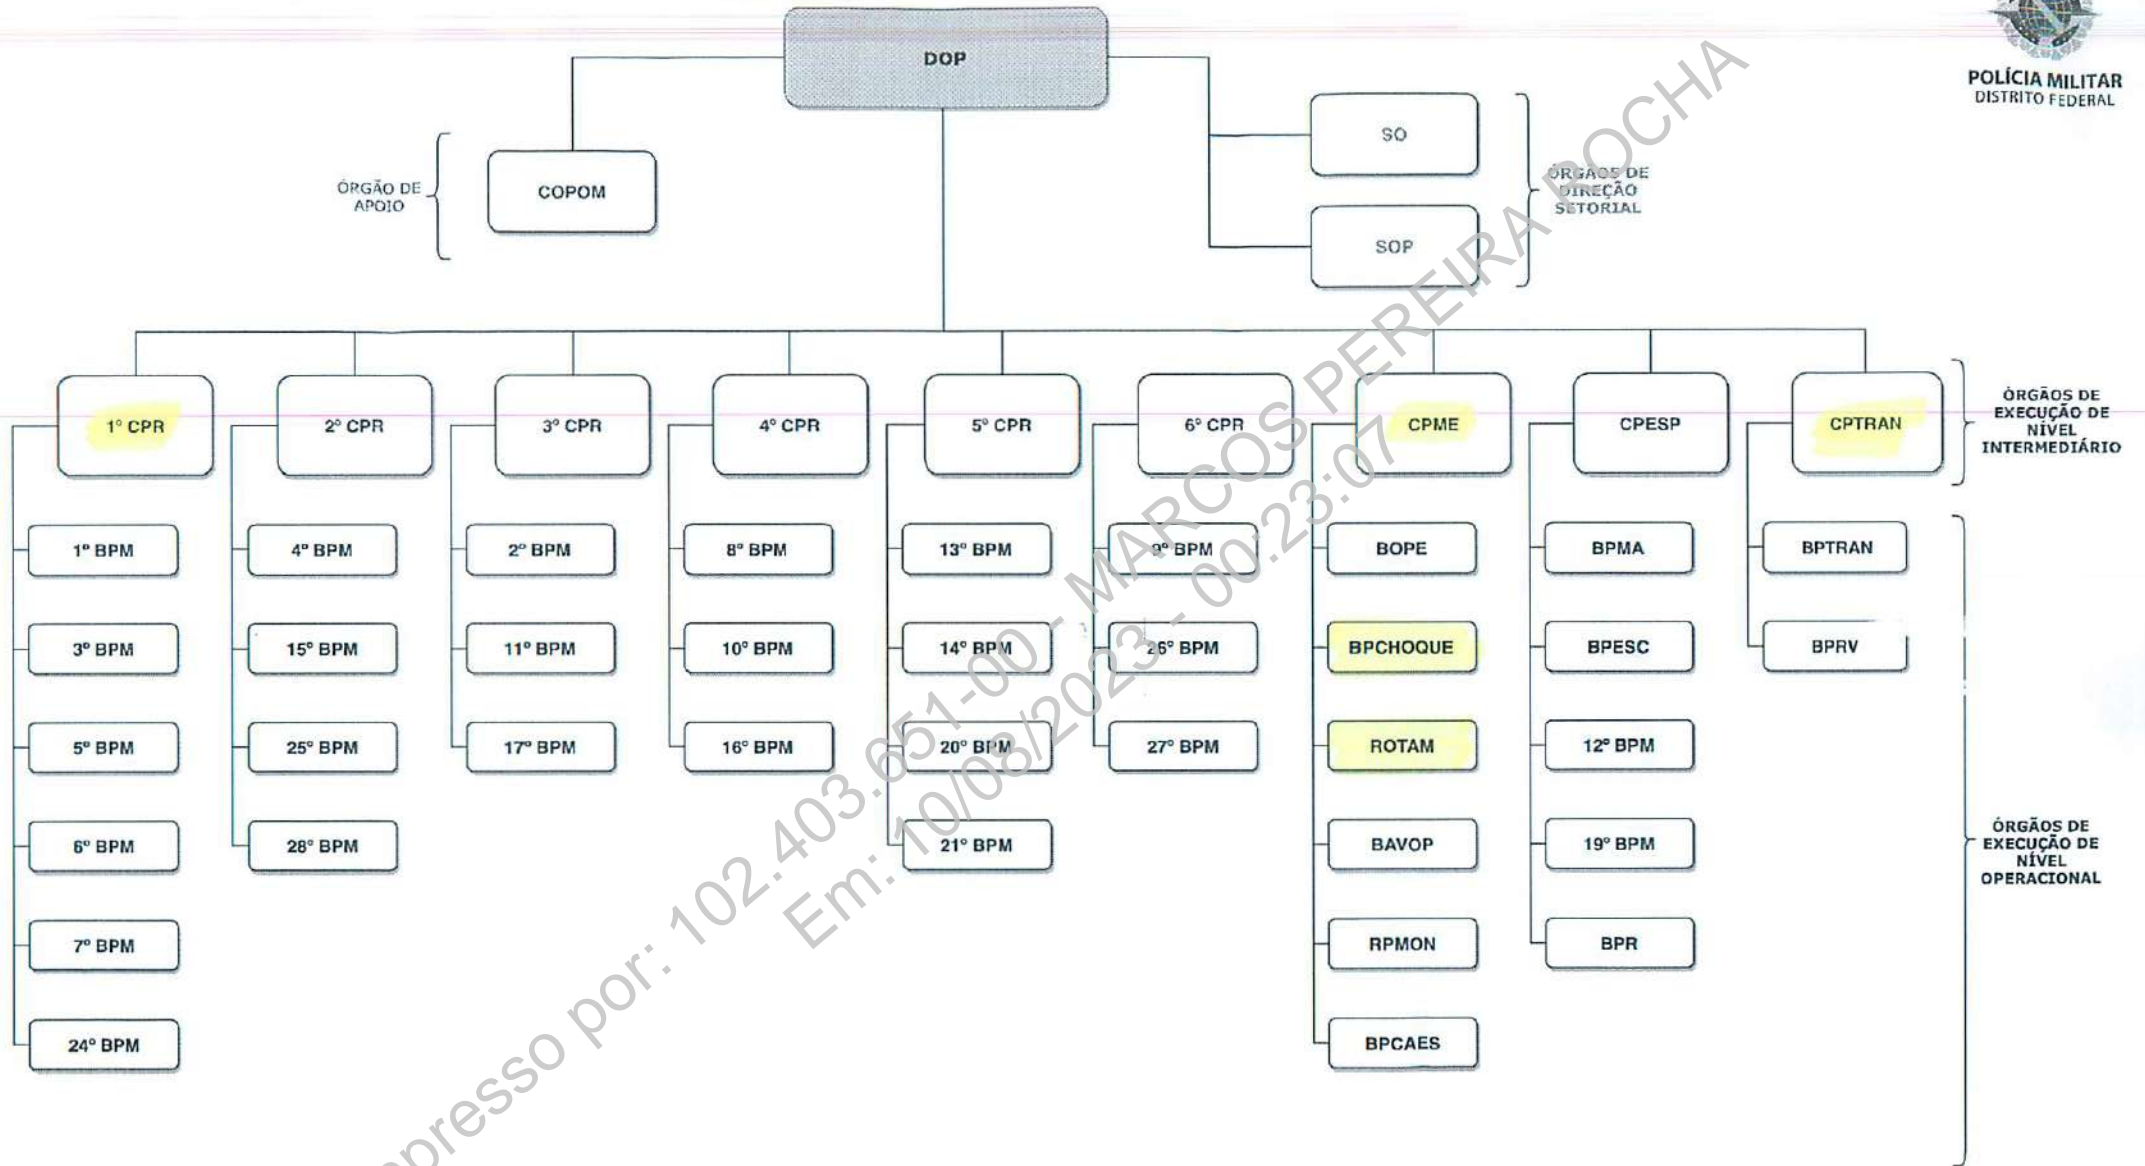 DOP
POLÍCIA MILITAR
DISTRITO FEDERAL
SO
ÓRGÃO DE
APOIO
COPOM
ÓRGÃOS DE
DIREÇÃO
SETORIAL
SOP
1º CPR
2º CPR
3º CPR
4º CPR
5º CPR
6º CPR
CPME
CPESP
CPTRAN
ÓRGÃOS DE
EXECUÇÃO DE
NÍVEL
INTERMEDIÁRIO
1º BPM
4º BPM
2º BPM
8º BPM
13º BPM
9º BPM
BOPE
BPMA
BPTRAN
3º BPM
15º BPM
11º BPM
10º BPM
14º BPM
26º BPM
BPCHOQUE
BPESC
BPRV
5º BPM
25º BPM
17º BPM
16º BPM
20º BPM
27º BPM
ROTAM
12º BPM
6º BPM
28º BPM
21º BPM
BAVOP
19º BPM
ÓRGÃOS DE
EXECUÇÃO DE
NÍVEL
OPERACIONAL
7º BPM
RPMON
BPR
24º BPM
BPCAES
presso por: 102.403.651-00 - MARCOS PEREIRA ROCHA
Em: 10/08/2023 - 00:23:07